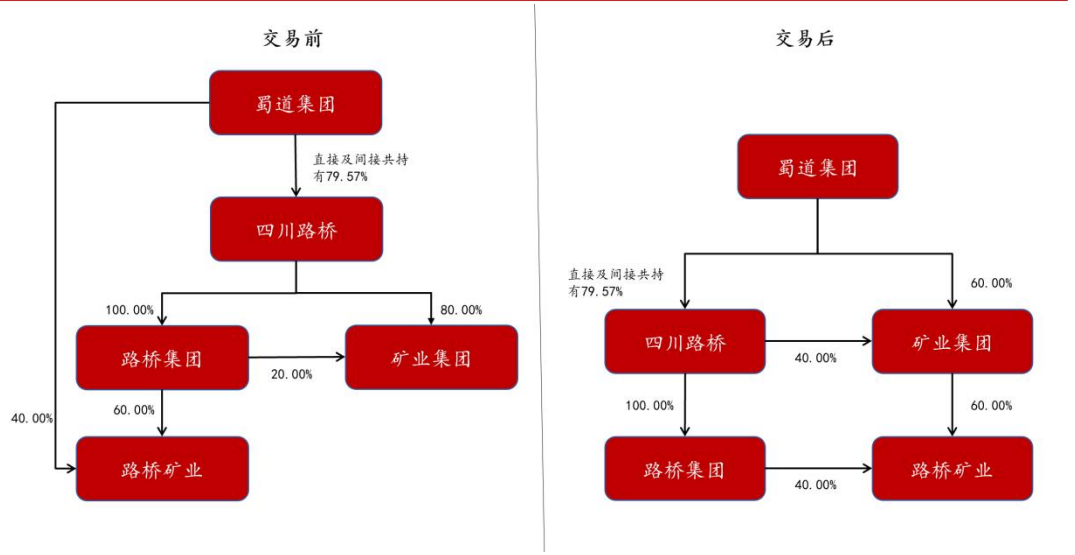 交易前
蜀道集团
直接及间接共持
有79.57%
四川路桥
100.00%
80.00%
路桥集团
矿业集团
20.00%
60.00%
40.00%
路桥矿业
交易后
蜀道集团
直接及间接共持
有79.57%
60.00%
四川路桥
矿业集团
40.00%
100.00%
60.00%
路桥集团
路桥矿业
40.00%